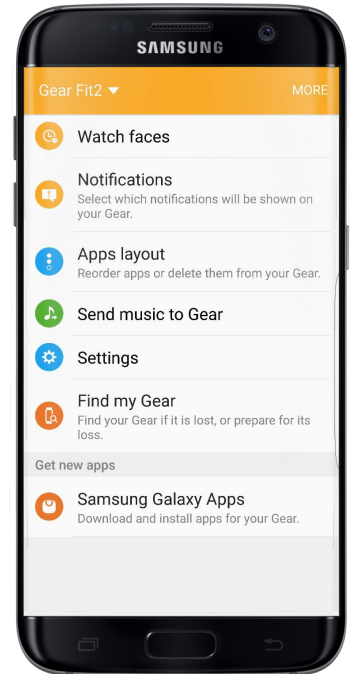 SAMSUNG
Gear Fit2
MORE
Watch faces
Notifications
Select which notifications will be shown on
your Gear.
Apps layout
Reorder apps or delete them from your Gear.
Send music to Gear
Settings
Find my Gear
Find your Gear if it is lost, or prepare for its
loss.
Get new apps
Samsung Galaxy Apps
Download and install apps for your Gear.